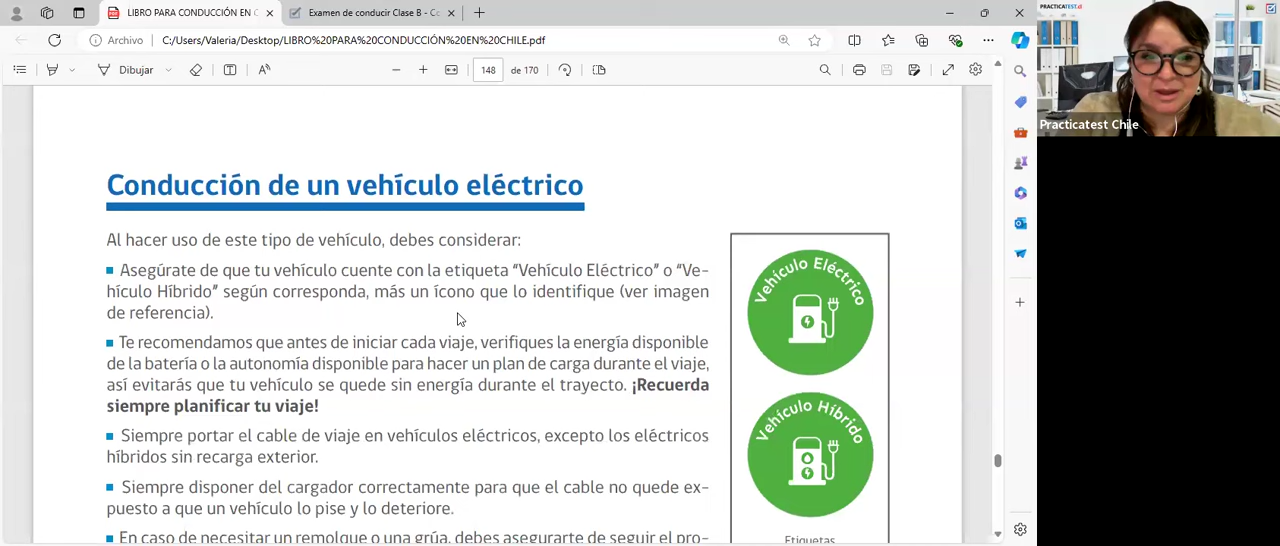 LIBRO PARA CONDUCCIÓN EN C
Examen de conducir Clase B - Co
Archivo
C:/Users/Valeria/Desktop/LIBRO%20PARA%20CONDUCCIÓN%20EN%20CHILE.pdf
Dibujar
148
de 170
PRACTICATEST.cl
Practicatest Chile
Conducción de un vehículo eléctrico
Al hacer uso de este tipo de vehículo, debes considerar:
Asegúrate de que tu vehículo cuente con la etiqueta “Vehículo Eléctrico” o “Ve-
hículo Híbrido” según corresponda, más un ícono que lo identifique (ver imagen
de referencia).
Te recomendamos que antes de iniciar cada viaje, verifiques la energía disponible
de la batería o la autonomía disponible para hacer un plan de carga durante el viaje,
así evitarás que tu vehículo se quede sin energía durante el trayecto. ¡Recuerda
siempre planificar tu viaje!
Siempre portar el cable de viaje en vehículos eléctricos, excepto los eléctricos
híbridos sin recarga exterior.
Siempre disponer del cargador correctamente para que el cable no quede ex-
puesto a que un vehículo lo pise y lo deteriore.
En caso de necesitar un remolque o una grúa, debes asegurarte de seguir el pro-
Vehículo Eléctrico
Vehículo Híbrido
Etiquetas